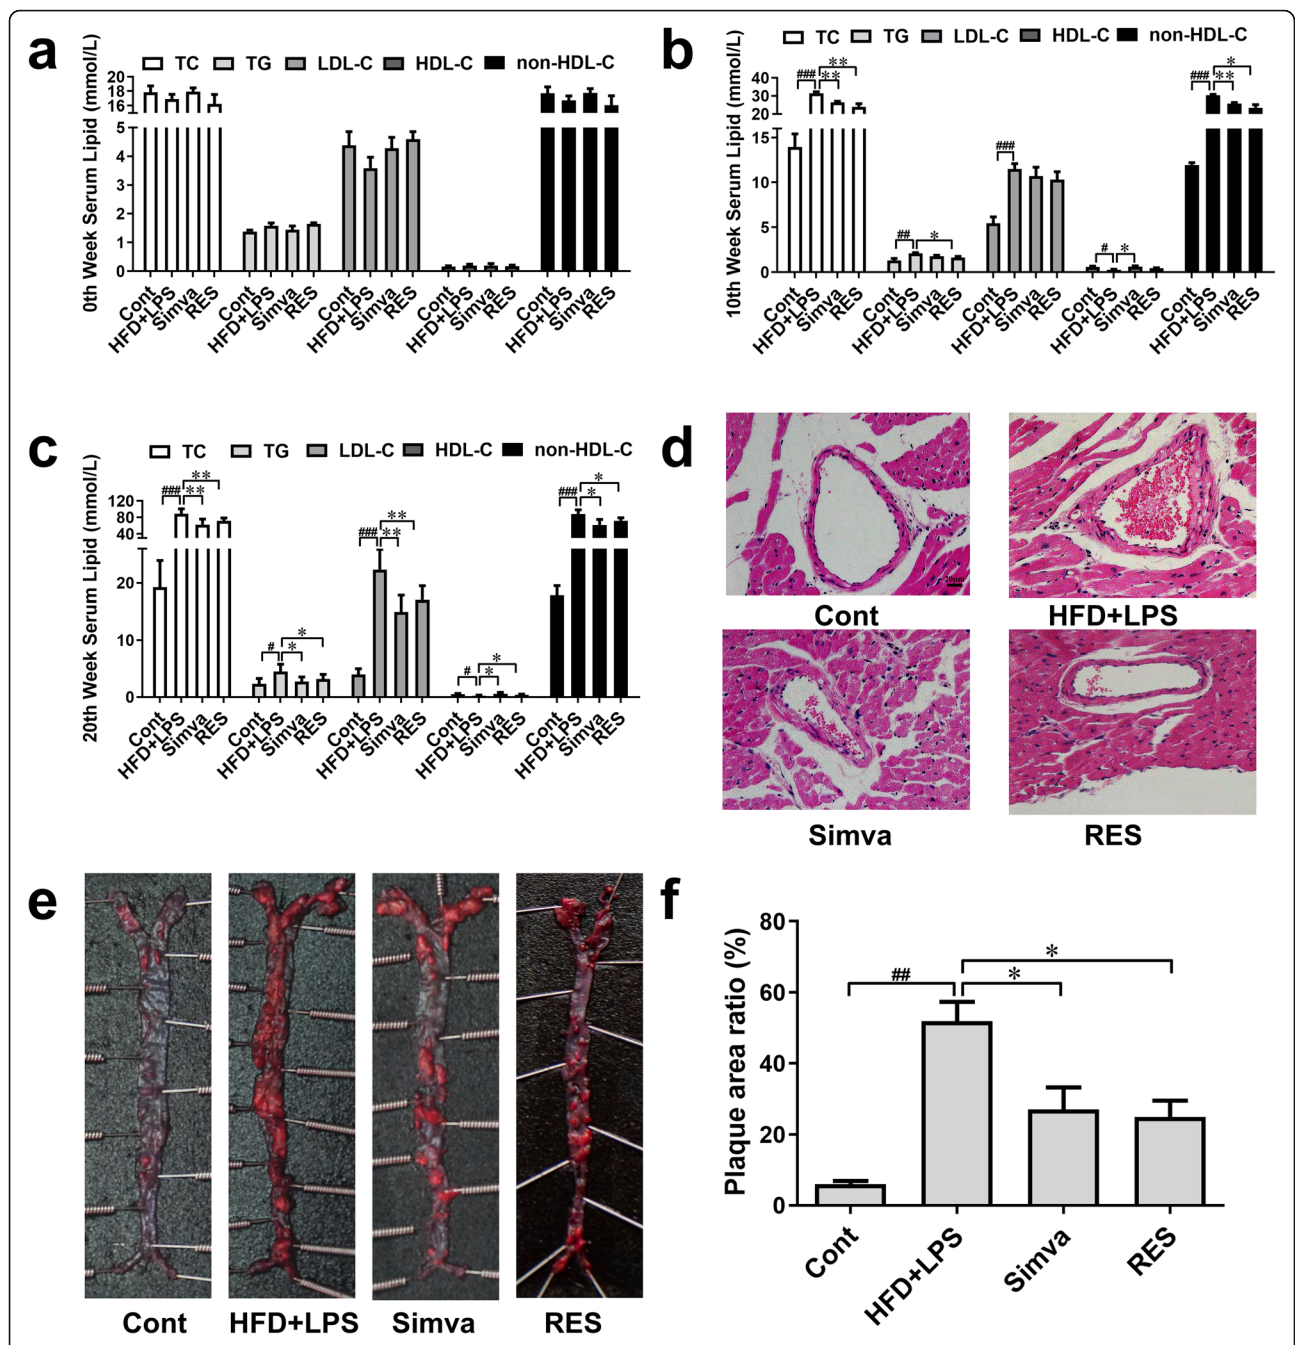 a
TC TG LDL-C HDL-C non-HDL-C
0th Week Serum Lipid (mmol/L)
20
18
16
5
4
3
2
1
0
Cont HFD+LPS Simva RES Cont HFD+LPS Simva RES Cont HFD+LPS Simva RES Cont HFD+LPS Simva RES Cont HFD+LPS Simva RES
b
TC TG LDL-C HDL-C non-HDL-C
10th Week Serum Lipid (mmol/L)
40
30
20
15
10
5
0
### ** **
## *
###
# *
### ** *
Cont HFD+LPS Simva RES Cont HFD+LPS Simva RES Cont HFD+LPS Simva RES Cont HFD+LPS Simva RES Cont HFD+LPS Simva RES
c
TC TG LDL-C HDL-C non-HDL-C
20th Week Serum Lipid (mmol/L)
120
80
40
20
10
0
### ** **
# * *
### ** **
# * *
### * *
Cont HFD+LPS Simva RES Cont HFD+LPS Simva RES Cont HFD+LPS Simva RES Cont HFD+LPS Simva RES Cont HFD+LPS Simva RES
d
20μm
Cont HFD+LPS
Simva RES
e
Cont HFD+LPS Simva RES
f
Plaque area ratio (%)
80
60
40
20
0
## * *
Cont HFD+LPS Simva RES